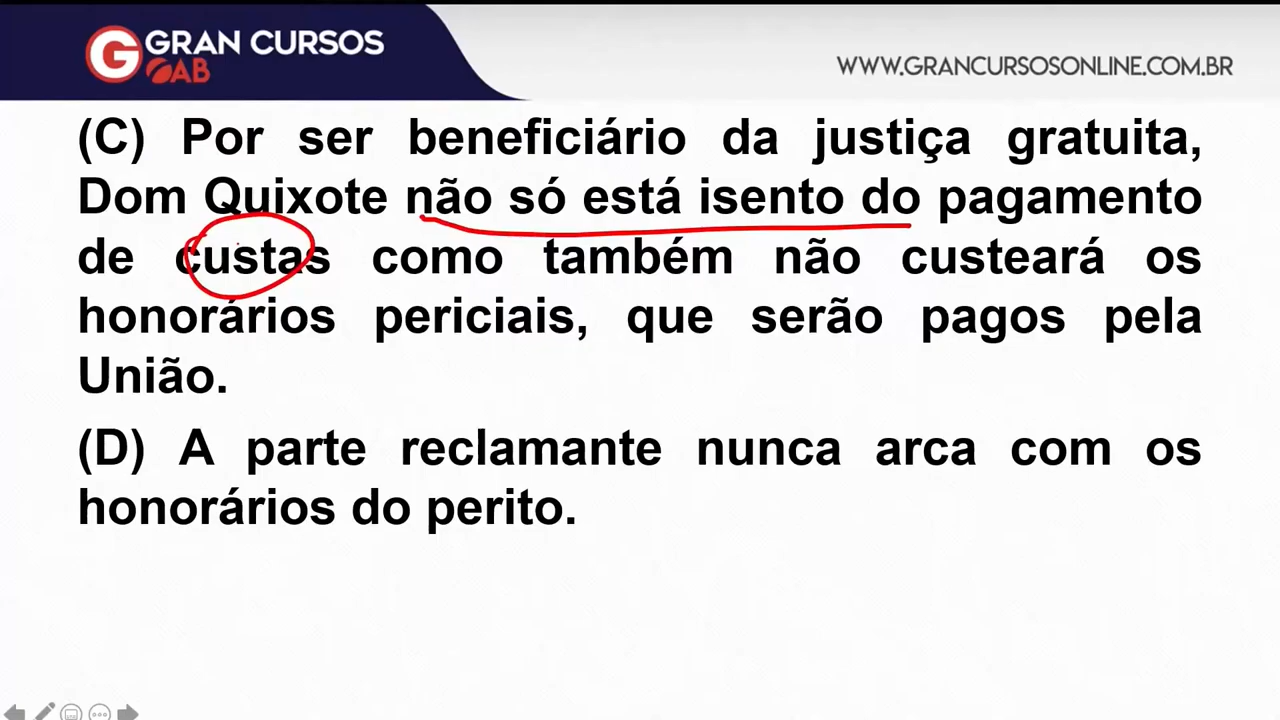 GRAN CURSOS
OAB
WWW.GRANCURSOSONLINE.COM.BR
(C) Por ser beneficiário da justiça gratuita,
Dom Quixote não só está isento do pagamento
de custas como também não custeará os
honorários periciais, que serão pagos pela
União.
(D) A parte reclamante nunca arca com os
honorários do perito.